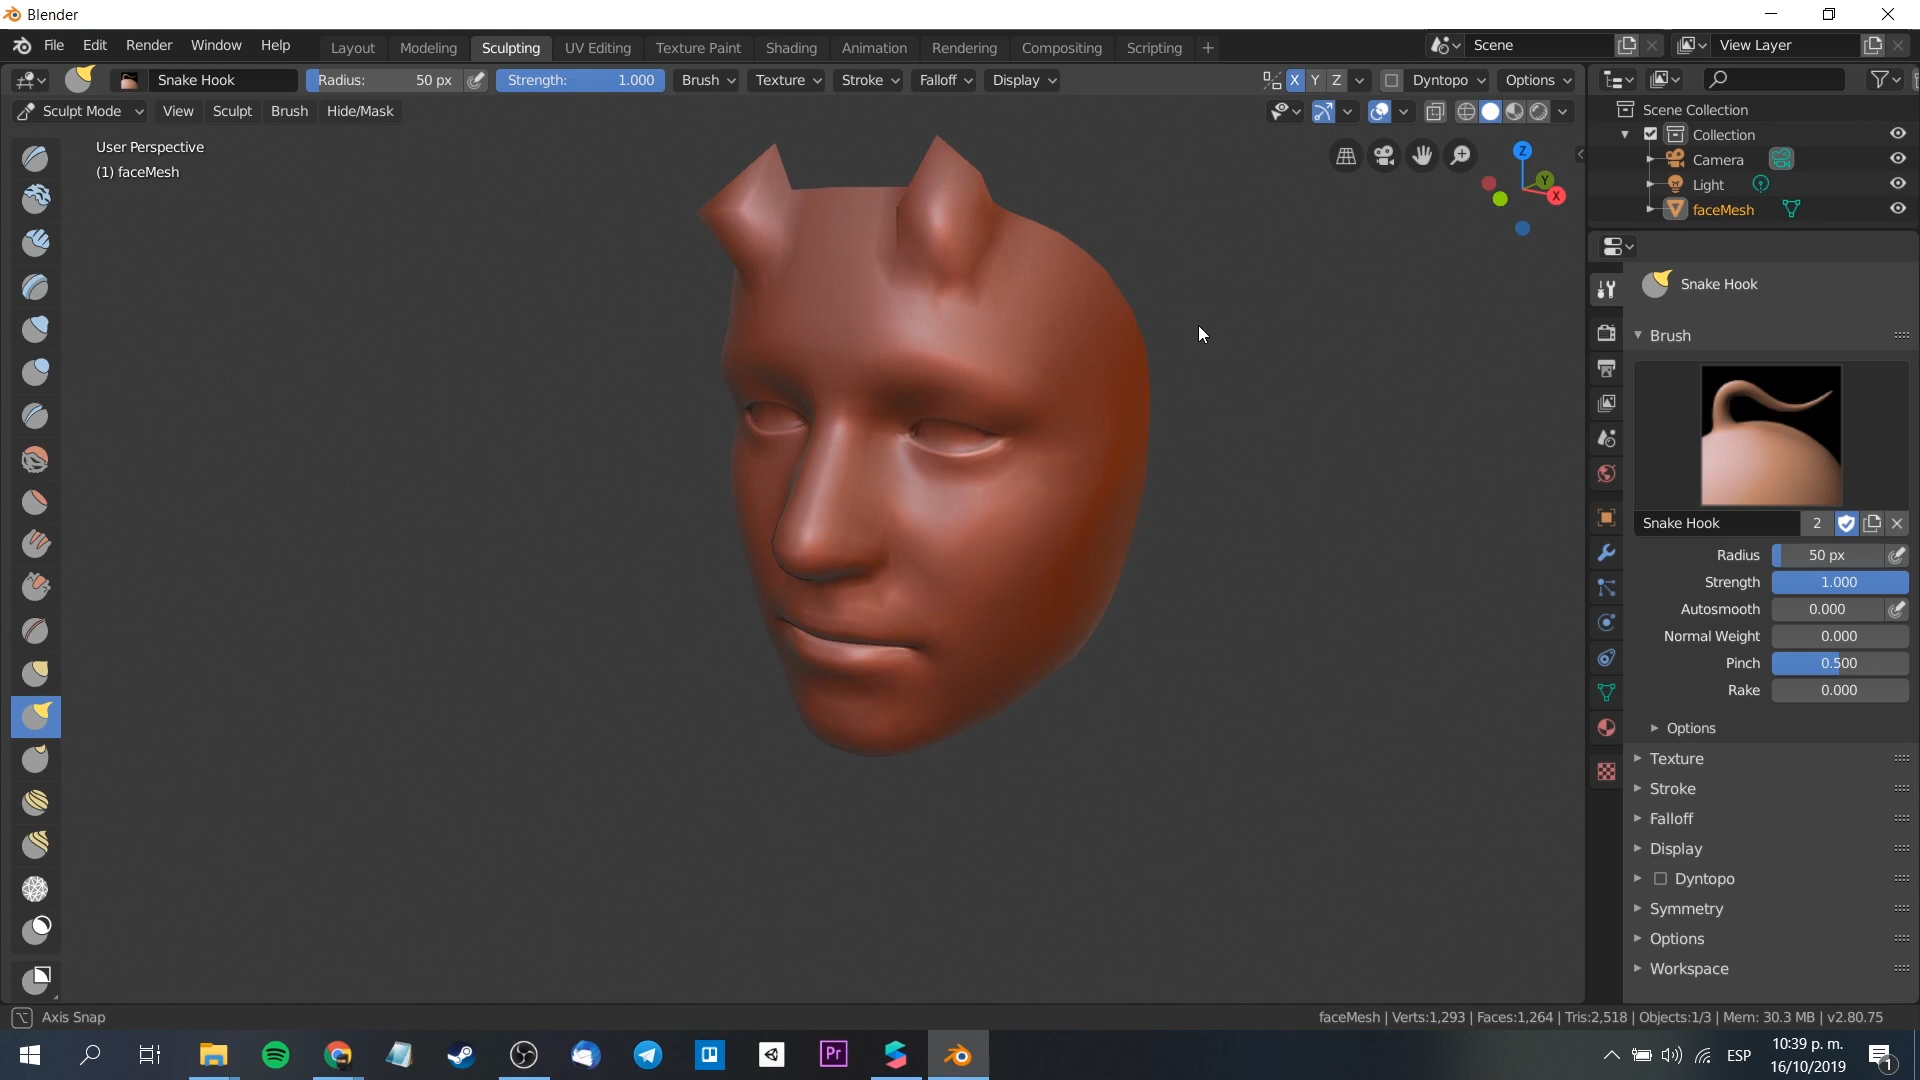 Blender
File Edit Render Window Help Layout Modeling Sculpting UV Editing Texture Paint Shading Animation Rendering Compositing Scripting + Scene View Layer
Snake Hook Radius: 50 px Strength: 1.000 Brush Texture Stroke Falloff Display X Y Z Dyntopo Options
Sculpt Mode View Sculpt Brush Hide/Mask
User Perspective
(1) faceMesh
Z
Y
X
Scene Collection
Collection
Camera
Light
faceMesh
Snake Hook
Brush
Snake Hook 2
Radius 50 px
Strength 1.000
Autosmooth 0.000
Normal Weight 0.000
Pinch 0.500
Rake 0.000
Options
Texture
Stroke
Falloff
Display
Dyntopo
Symmetry
Options
Workspace
Axis Snap faceMesh | Verts:1,293 | Faces:1,264 | Tris:2,518 | Objects:1/3 | Mem: 30.3 MB | v2.80.75
Pr
ESP
10:39 p. m.
16/10/2019
1